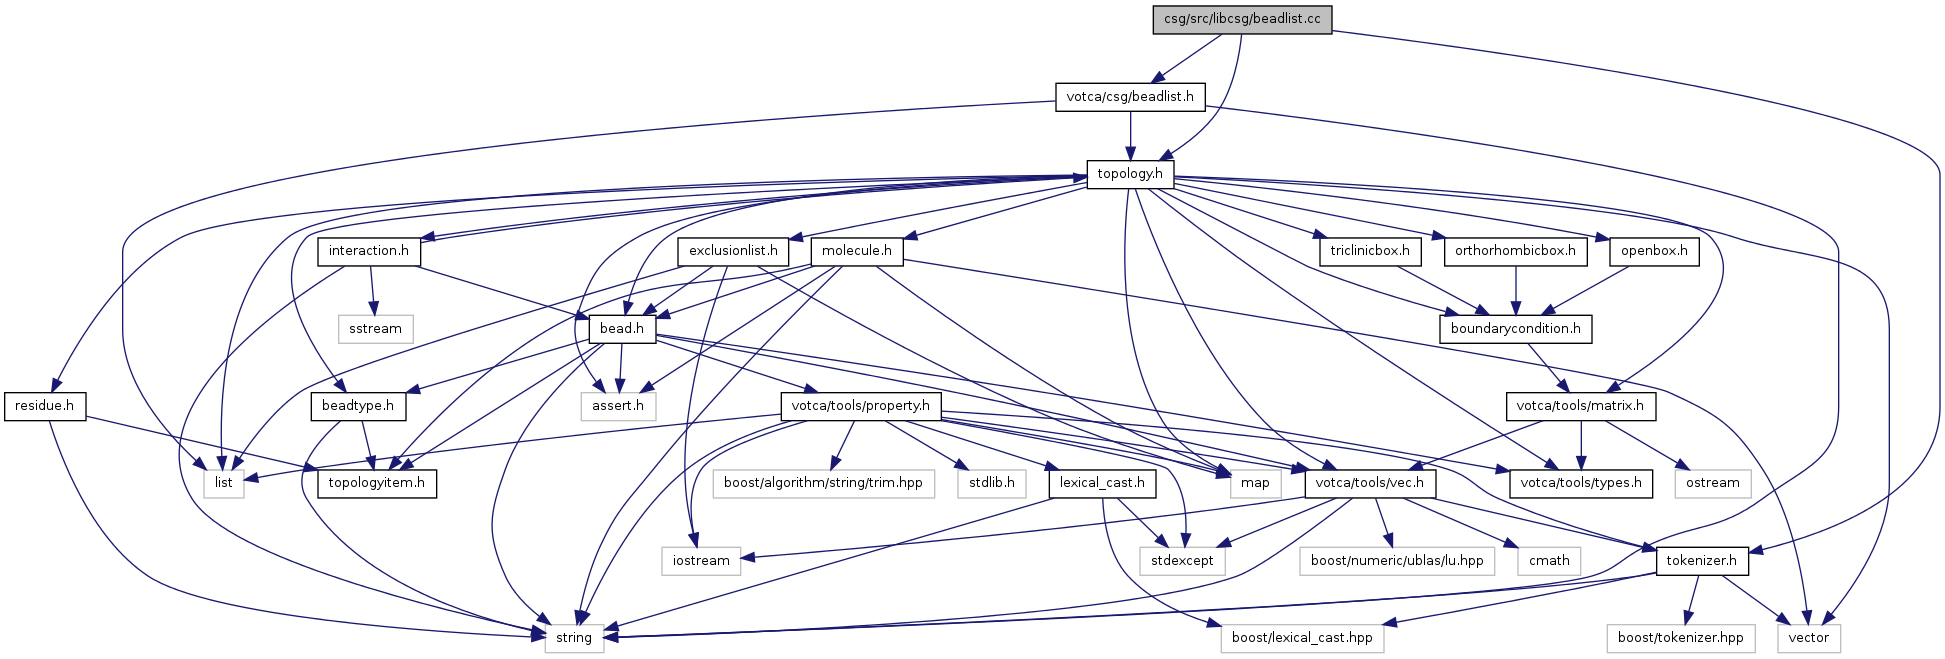 csg/src/libcsg/beadlist.cc
votca/csg/beadlist.h
topology.h
interaction.h
exclusionlist.h
molecule.h
triclinicbox.h
orthorhombicbox.h
openbox.h
sstream
bead.h
boundarycondition.h
residue.h
beadtype.h
assert.h
votca/tools/property.h
votca/tools/matrix.h
list
topologyitem.h
boost/algorithm/string/trim.hpp
stdlib.h
lexical_cast.h
map
votca/tools/vec.h
votca/tools/types.h
ostream
iostream
stdexcept
boost/numeric/ublas/lu.hpp
cmath
tokenizer.h
string
boost/lexical_cast.hpp
boost/tokenizer.hpp
vector